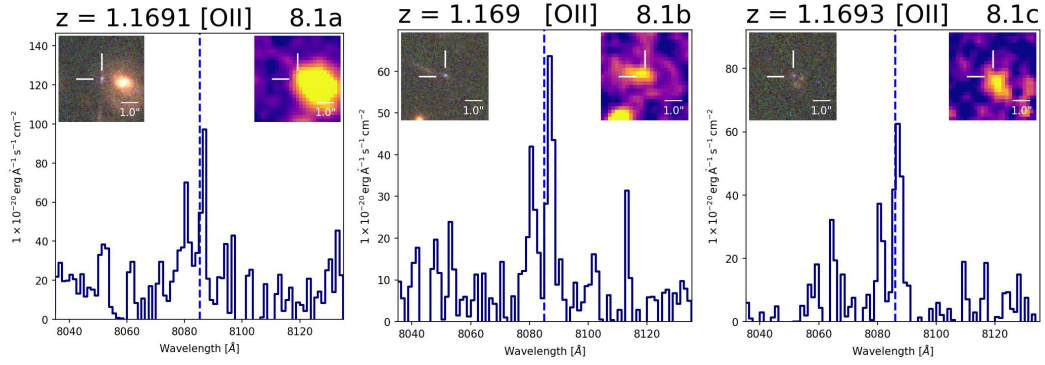 z = 1.1691 [OII] 8.1a
1.0" 1.0"
140
120
100
80
60
40
20
0
1 × 10⁻²⁰ erg Å⁻¹ s⁻¹ cm⁻²
8040 8060 8080 8100 8120
Wavelength [Å]
z = 1.169 [OII] 8.1b
1.0" 1.0"
60
50
40
30
20
10
0
1 × 10⁻²⁰ erg Å⁻¹ s⁻¹ cm⁻²
8040 8060 8080 8100 8120
Wavelength [Å]
z = 1.1693 [OII] 8.1c
1.0" 1.0"
80
60
40
20
0
1 × 10⁻²⁰ erg Å⁻¹ s⁻¹ cm⁻²
8040 8060 8080 8100 8120
Wavelength [Å]